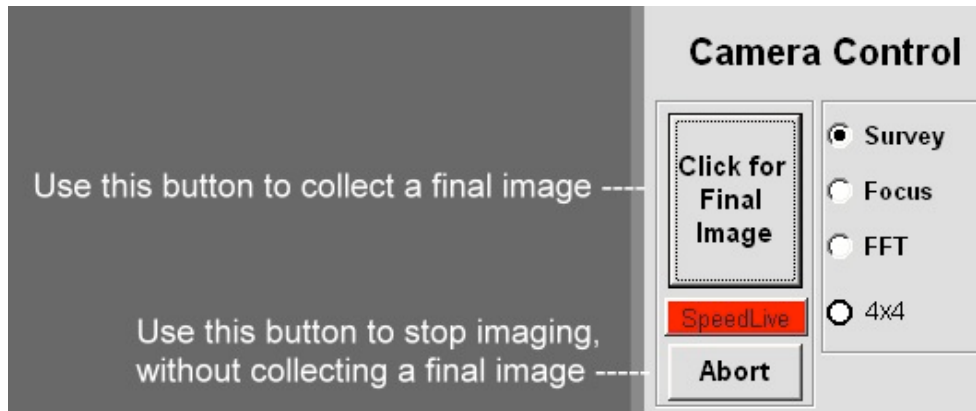 Camera Control
Use this button to collect a final image ----
Click for
Final
Image
Survey
Focus
FFT
4x4
SpeedLive
Use this button to stop imaging,
without collecting a final image -----
Abort